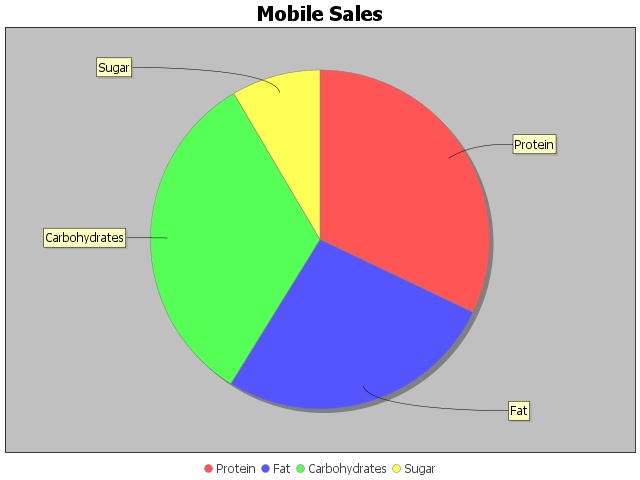 Mobile Sales
Sugar
Protein
Carbohydrates
Fat
Protein Fat Carbohydrates Sugar